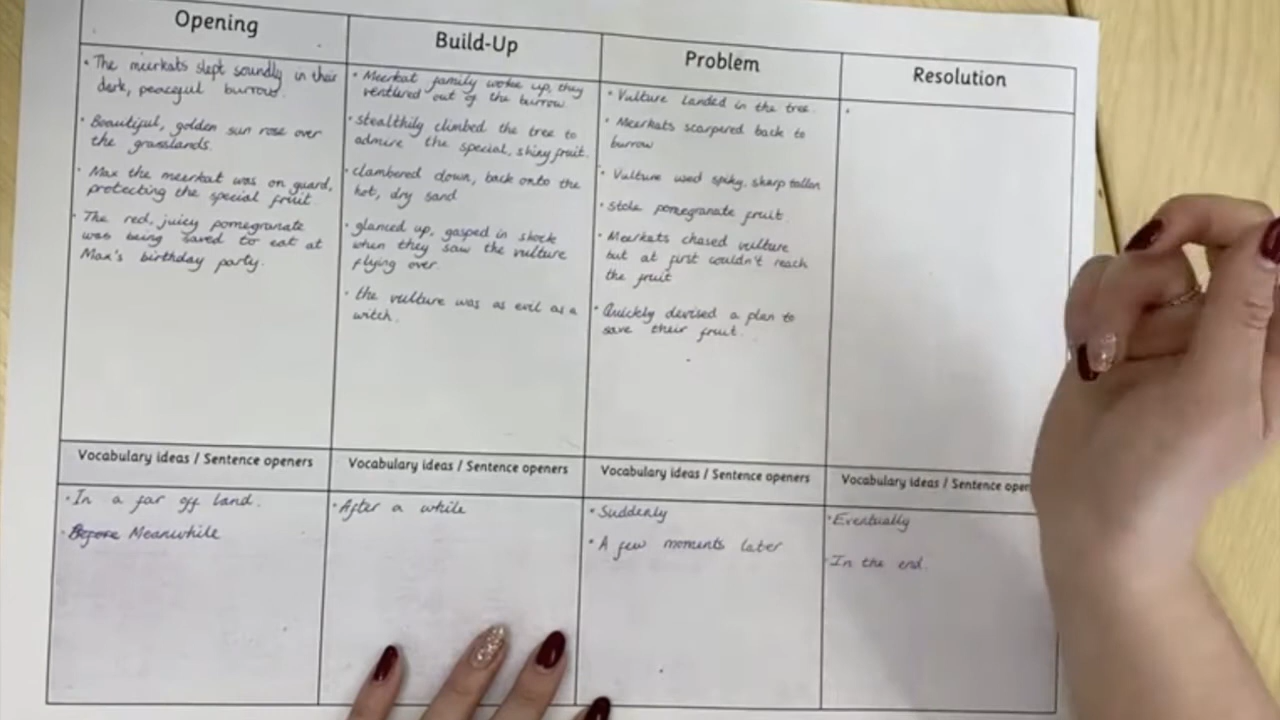 Opening
• The meerkats slept soundly in their
dark, peaceful burrow.
• Beautiful, golden sun rose over
the grasslands.
• Max the meerkat was on guard,
protecting the special fruit.
• The red, juicy pomegranate
was being saved to eat at
Max's birthday party.
Build-Up
• Meerkat family woke up, they
ventured out of the burrow
• stealthily climbed the tree to
admire the special, shiny fruit.
• clambered down, back onto the
hot, dry sand
• glanced up, gasped in shock
when they saw the vulture
flying over.
• the vulture was as evil as a
witch.
Problem
• Vulture landed in the tree.
• Meerkats scarpered back to
burrow
• Vulture used spiky, sharp tallon
• stole pomegranate fruit.
• Meerkats chased vulture
but at first couldn't reach
the fruit
• Quickly devised a plan to
save their fruit.
Resolution
•
Vocabulary ideas / Sentence openers
• In a far off land.
• Before Meanwhile
Vocabulary ideas / Sentence openers
• After a while
Vocabulary ideas / Sentence openers
• Suddenly
• A few moments later
Vocabulary ideas / Sentence open
• Eventually
• In the end.